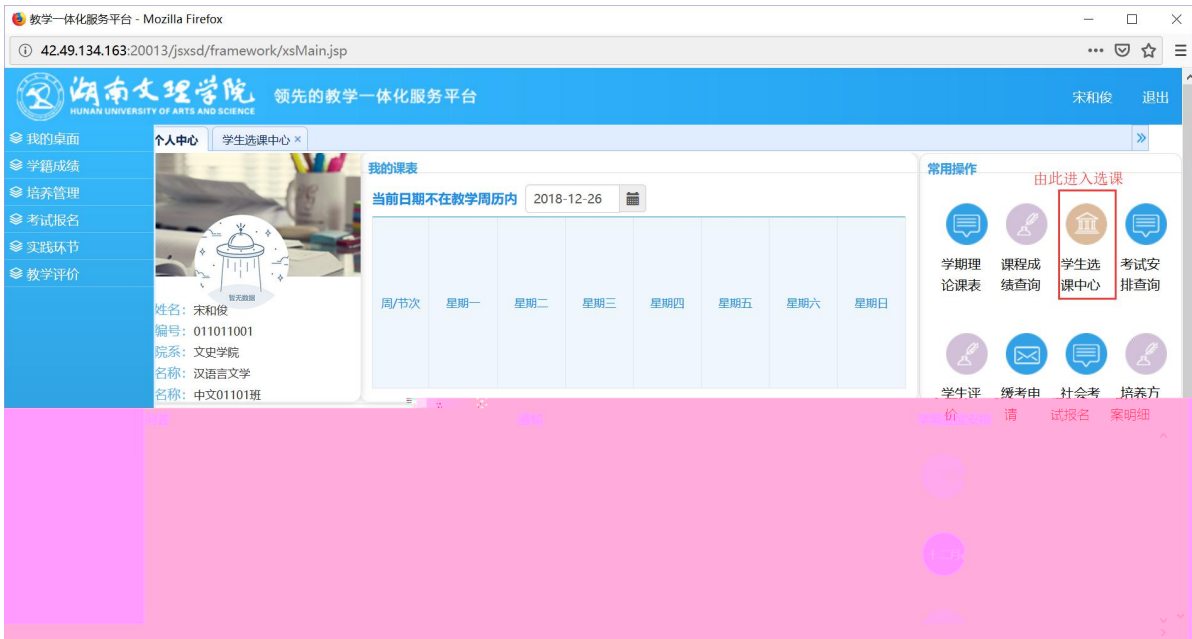 教学一体化服务平台 - Mozilla Firefox
42.49.134.163:20013/jsxsd/framework/xsMain.jsp
湖南文理学院
HUNAN UNIVERSITY OF ARTS AND SCIENCE
领先的教学一体化服务平台
宋和俊 退出
我的桌面
学籍成绩
培养管理
考试报名
实践环节
教学评价
个人中心 学生选课中心 ×
暂无数据
姓名: 宋和俊
编号: 011011001
院系: 文史学院
名称: 汉语言文学
名称: 中文01101班
我的课表
当前日期不在教学周历内 2018-12-26
周/节次 星期一 星期二 星期三 星期四 星期五 星期六 星期日
常用操作
由此进入选课
学期理论课表
课程成绩查询
学生选课中心
考试安排查询
学生评价
缓考申请
社会考试报名
培养方案明细